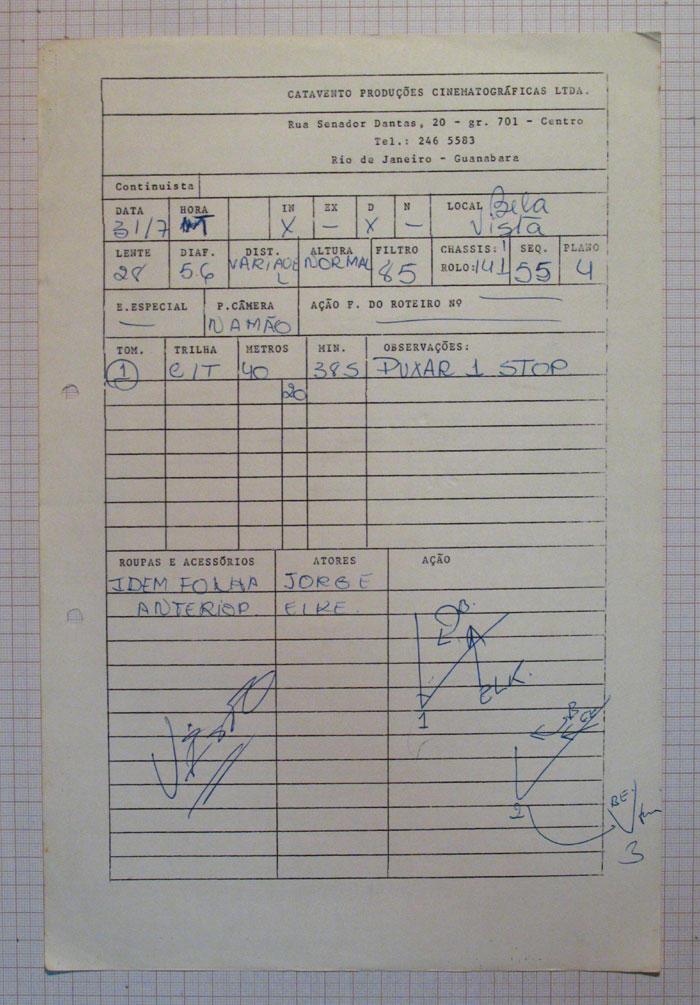 CATAVENTO PRODUÇÕES CINEMATOGRÁFICAS LTDA.
Rua Senador Dantas, 20 - gr. 701 - Centro
Tel.: 246 5583
Rio de Janeiro - Guanabara
Continuista
DATA HORA IN EX D N LOCAL Bela
31/7 X — X — Vista
LENTE DIAF. DIST. ALTURA FILTRO CHASSIS: 1 SEQ. PLANO
28 5.6 VARIAVE NORMAL 85 ROLO: 141 55 4
L
E.ESPECIAL P.CÂMERA AÇÃO F. DO ROTEIRO Nº
— NA MÃO
TOM. TRILHA METROS MIN. OBSERVAÇÕES:
1 C/T 40 385 PUXAR 1 STOP
20
ROUPAS E ACESSÓRIOS ATORES AÇÃO
IDEM FOLHA JORGE
ANTERIOR ELKE.
B.
ELK.
1
B
2
BE.
3